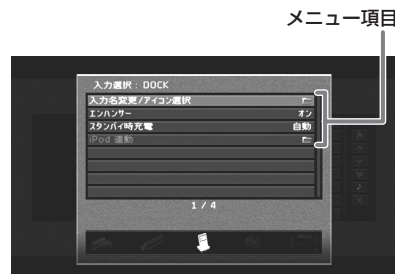 メニュー項目
入力選択: DOCK
入力名変更/アイコン選択
エンハンサー オン
スタンバイ時充電 自動
iPod 連動
1 / 4